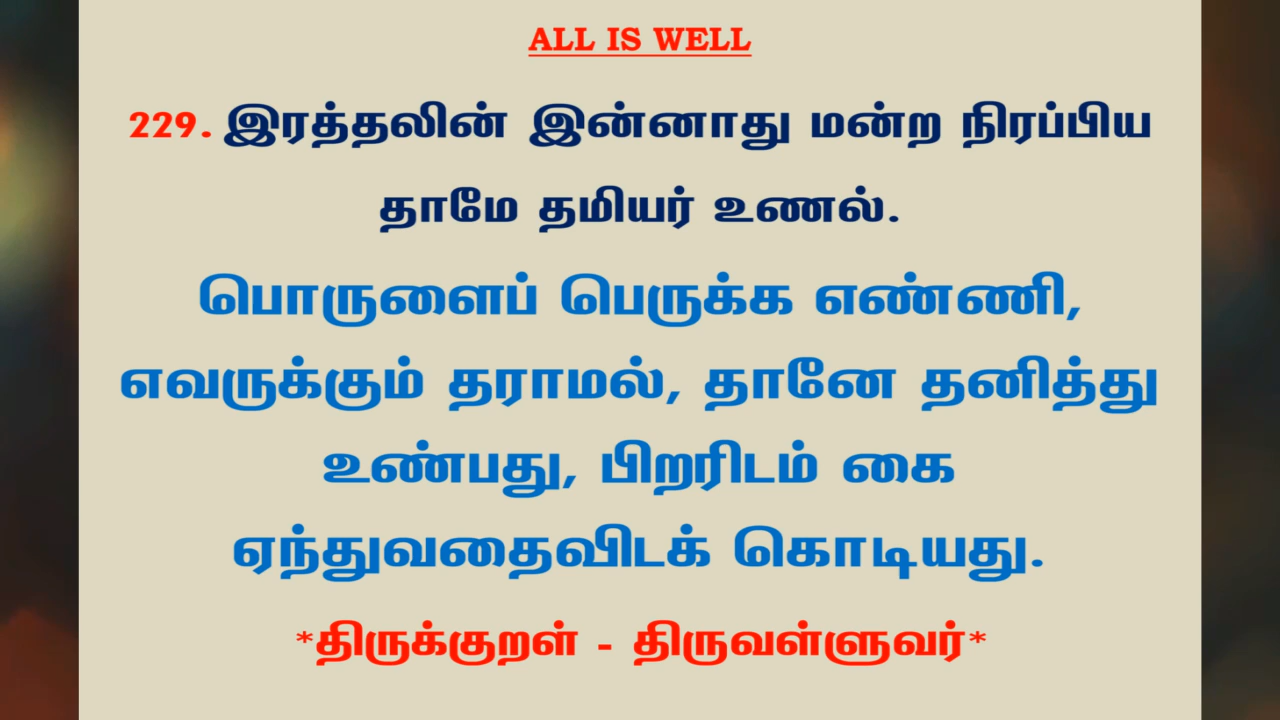 ALL IS WELL
229. இரத்தலின் இன்னாது மன்ற நிரப்பிய
தாமே தமியர் உணல்.
பொருளைப் பெருக்க எண்ணி,
எவருக்கும் தராமல், தானே தனித்து
உண்பது, பிறரிடம் கை
ஏந்துவதைவிடக் கொடியது.
*திருக்குறள் - திருவள்ளுவர்*